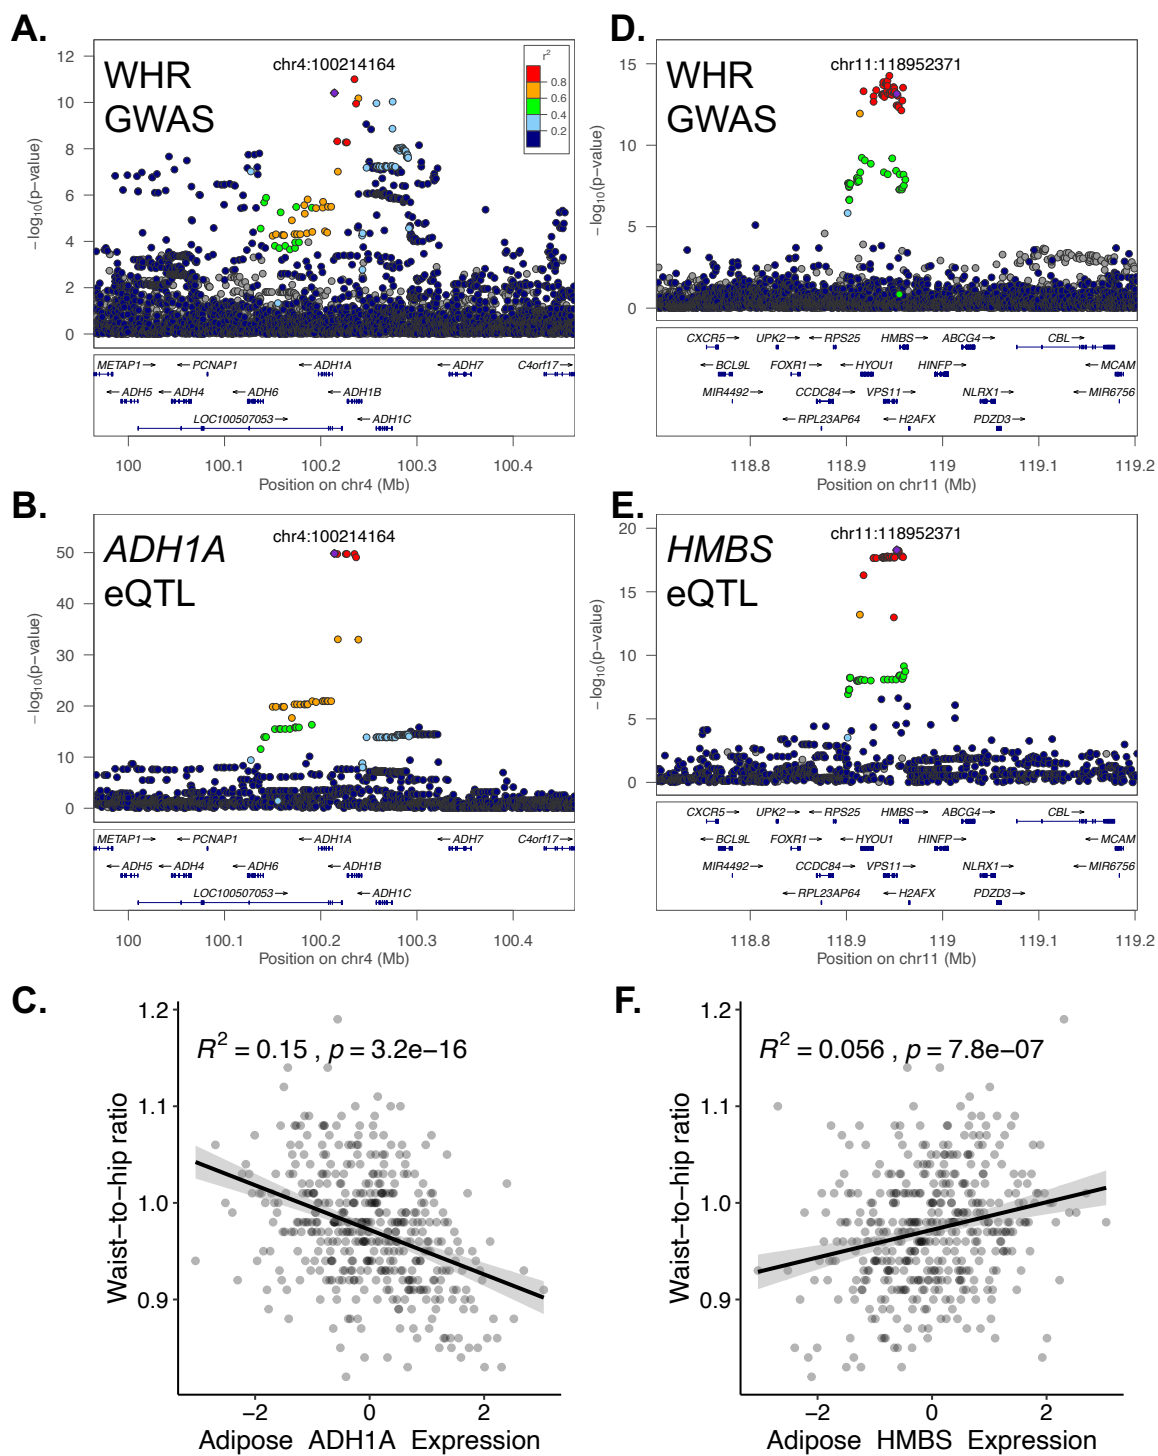 A.
WHR
GWAS
chr4:100214164
r2
0.8
0.6
0.4
0.2
12
10
8
6
4
2
0
−log10(p−value)
METAP1 PCNAP1 ADH1A ADH7 C4orf17
ADH5 ADH4 ADH6 ADH1B
LOC100507053 ADH1C
100 100.1 100.2 100.3 100.4
Position on chr4 (Mb)
B.
ADH1A
eQTL
chr4:100214164
50
40
30
20
10
0
−log10(p−value)
METAP1 PCNAP1 ADH1A ADH7 C4orf17
ADH5 ADH4 ADH6 ADH1B
LOC100507053 ADH1C
100 100.1 100.2 100.3 100.4
Position on chr4 (Mb)
C.
R2 = 0.15 , p = 3.2e−16
1.2
1.1
1.0
0.9
Waist−to−hip ratio
−2 0 2
Adipose ADH1A Expression
D.
WHR
GWAS
chr11:118952371
15
10
5
0
−log10(p−value)
CXCR5 UPK2 RPS25 HMBS ABCG4 CBL
BCL9L FOXR1 HYOU1 HINFP MCAM
MIR4492 CCDC84 VPS11 NLRX1 MIR6756
RPL23AP64 H2AFX PDZD3
118.8 118.9 119 119.1 119.2
Position on chr11 (Mb)
E.
HMBS
eQTL
chr11:118952371
20
15
10
5
0
−log10(p−value)
CXCR5 UPK2 RPS25 HMBS ABCG4 CBL
BCL9L FOXR1 HYOU1 HINFP MCAM
MIR4492 CCDC84 VPS11 NLRX1 MIR6756
RPL23AP64 H2AFX PDZD3
118.8 118.9 119 119.1 119.2
Position on chr11 (Mb)
F.
R2 = 0.056 , p = 7.8e−07
1.2
1.1
1.0
0.9
Waist−to−hip ratio
−2 0 2
Adipose HMBS Expression